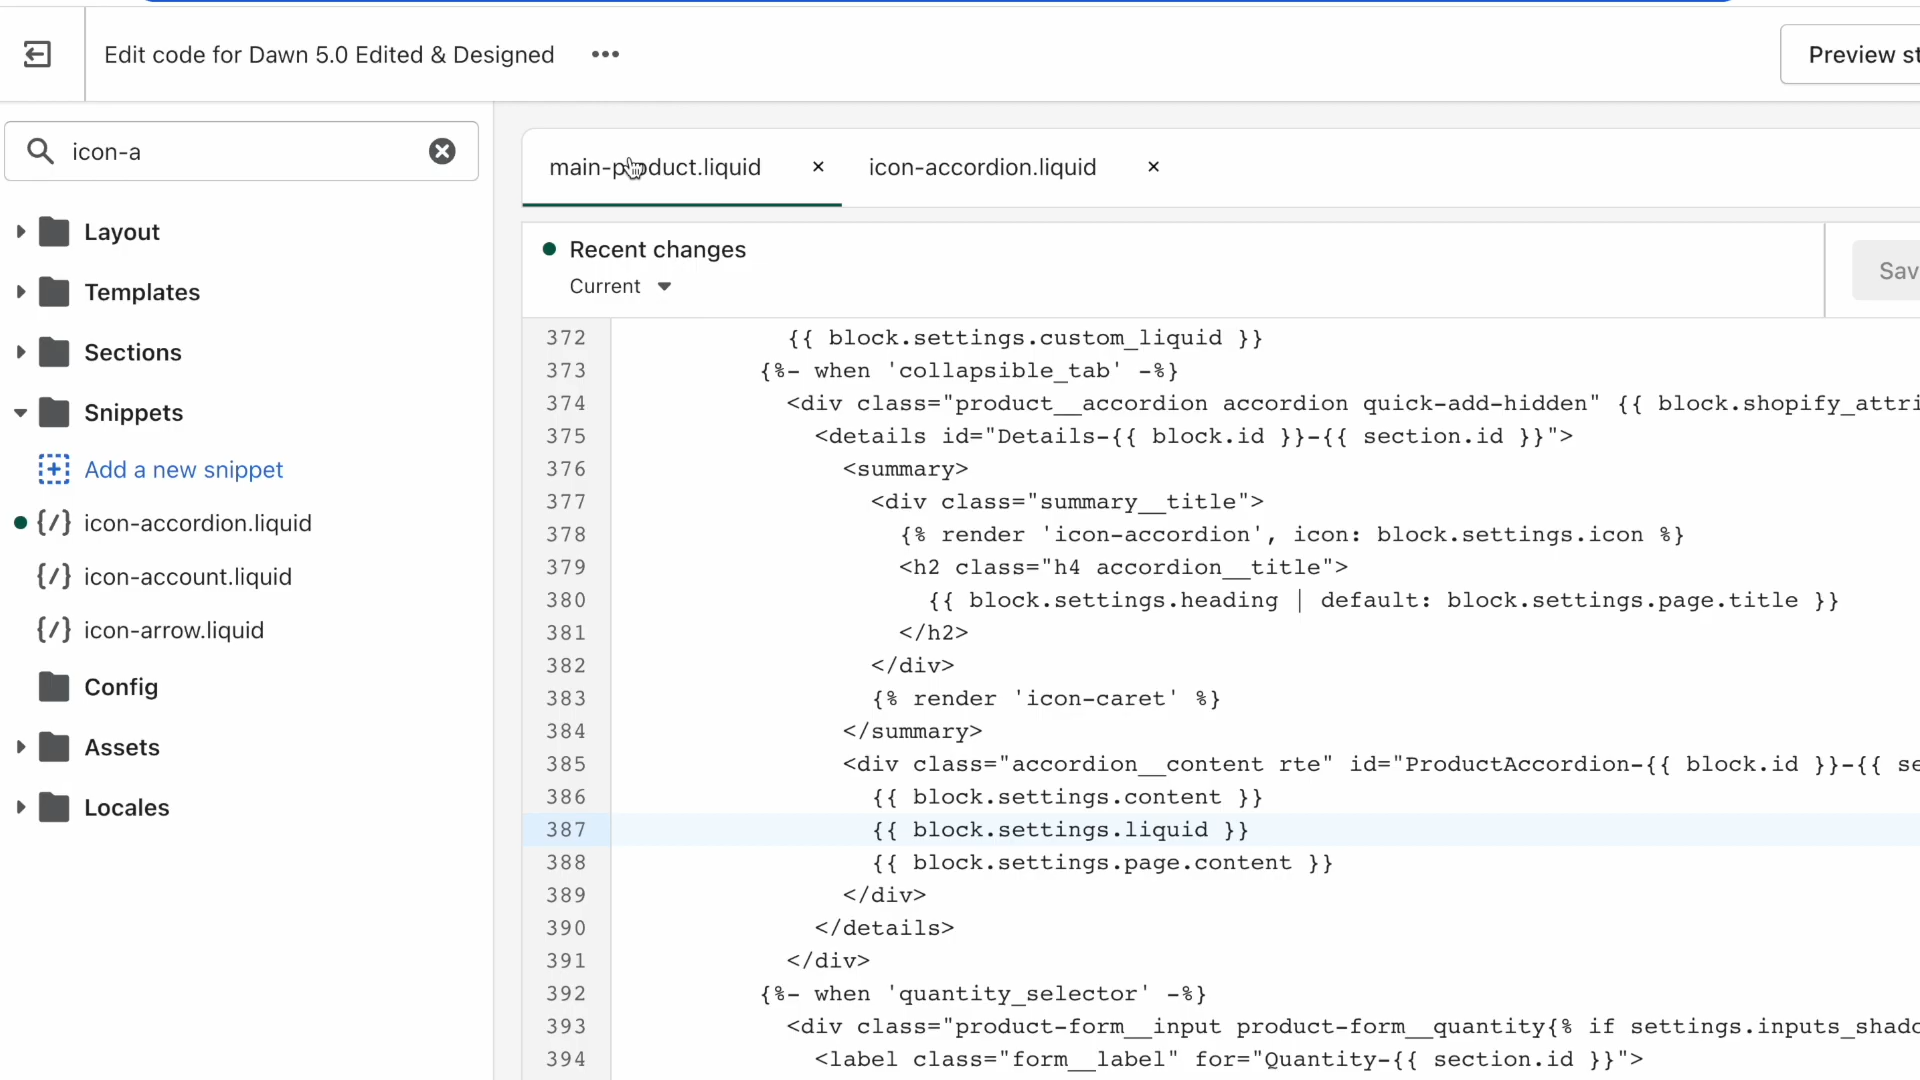 Edit code for Dawn 5.0 Edited & Designed
Preview st
icon-a
Layout
Templates
Sections
Snippets
Add a new snippet
icon-accordion.liquid
icon-account.liquid
icon-arrow.liquid
Config
Assets
Locales
main-product.liquid × icon-accordion.liquid ×
Recent changes
Current
Sav
372 {{ block.settings.custom_liquid }}
373 {%- when 'collapsible_tab' -%}
374 <div class="product__accordion accordion quick-add-hidden" {{ block.shopify_attri
375 <details id="Details-{{ block.id }}-{{ section.id }}">
376 <summary>
377 <div class="summary__title">
378 {% render 'icon-accordion', icon: block.settings.icon %}
379 <h2 class="h4 accordion__title">
380 {{ block.settings.heading | default: block.settings.page.title }}
381 </h2>
382 </div>
383 {% render 'icon-caret' %}
384 </summary>
385 <div class="accordion__content rte" id="ProductAccordion-{{ block.id }}-{{ se
386 {{ block.settings.content }}
387 {{ block.settings.liquid }}
388 {{ block.settings.page.content }}
389 </div>
390 </details>
391 </div>
392 {%- when 'quantity_selector' -%}
393 <div class="product-form__input product-form__quantity{% if settings.inputs_shado
394 <label class="form__label" for="Quantity-{{ section.id }}">